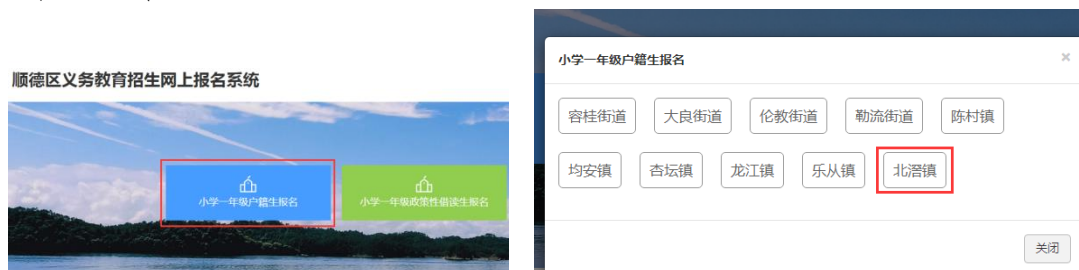 顺德区义务教育招生网上报名系统
小学一年级户籍生报名
小学一年级政策性借读生报名
小学一年级户籍生报名
×
容桂街道 大良街道 伦教街道 勒流街道 陈村镇
均安镇 杏坛镇 龙江镇 乐从镇 北滘镇
关闭